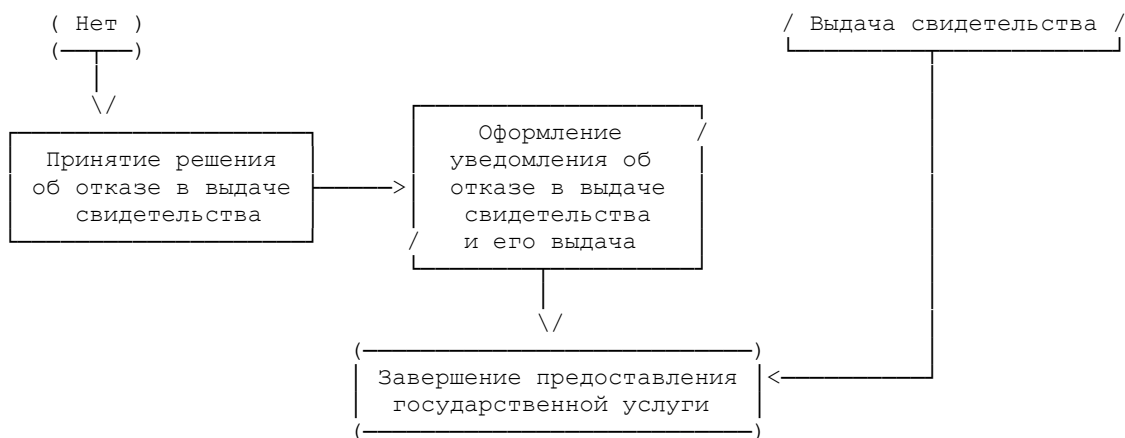 ( Нет )
/ Выдача свидетельства /
Принятие решения
об отказе в выдаче
свидетельства
Оформление
уведомления об
отказе в выдаче
свидетельства
и его выдача
Завершение предоставления
государственной услуги